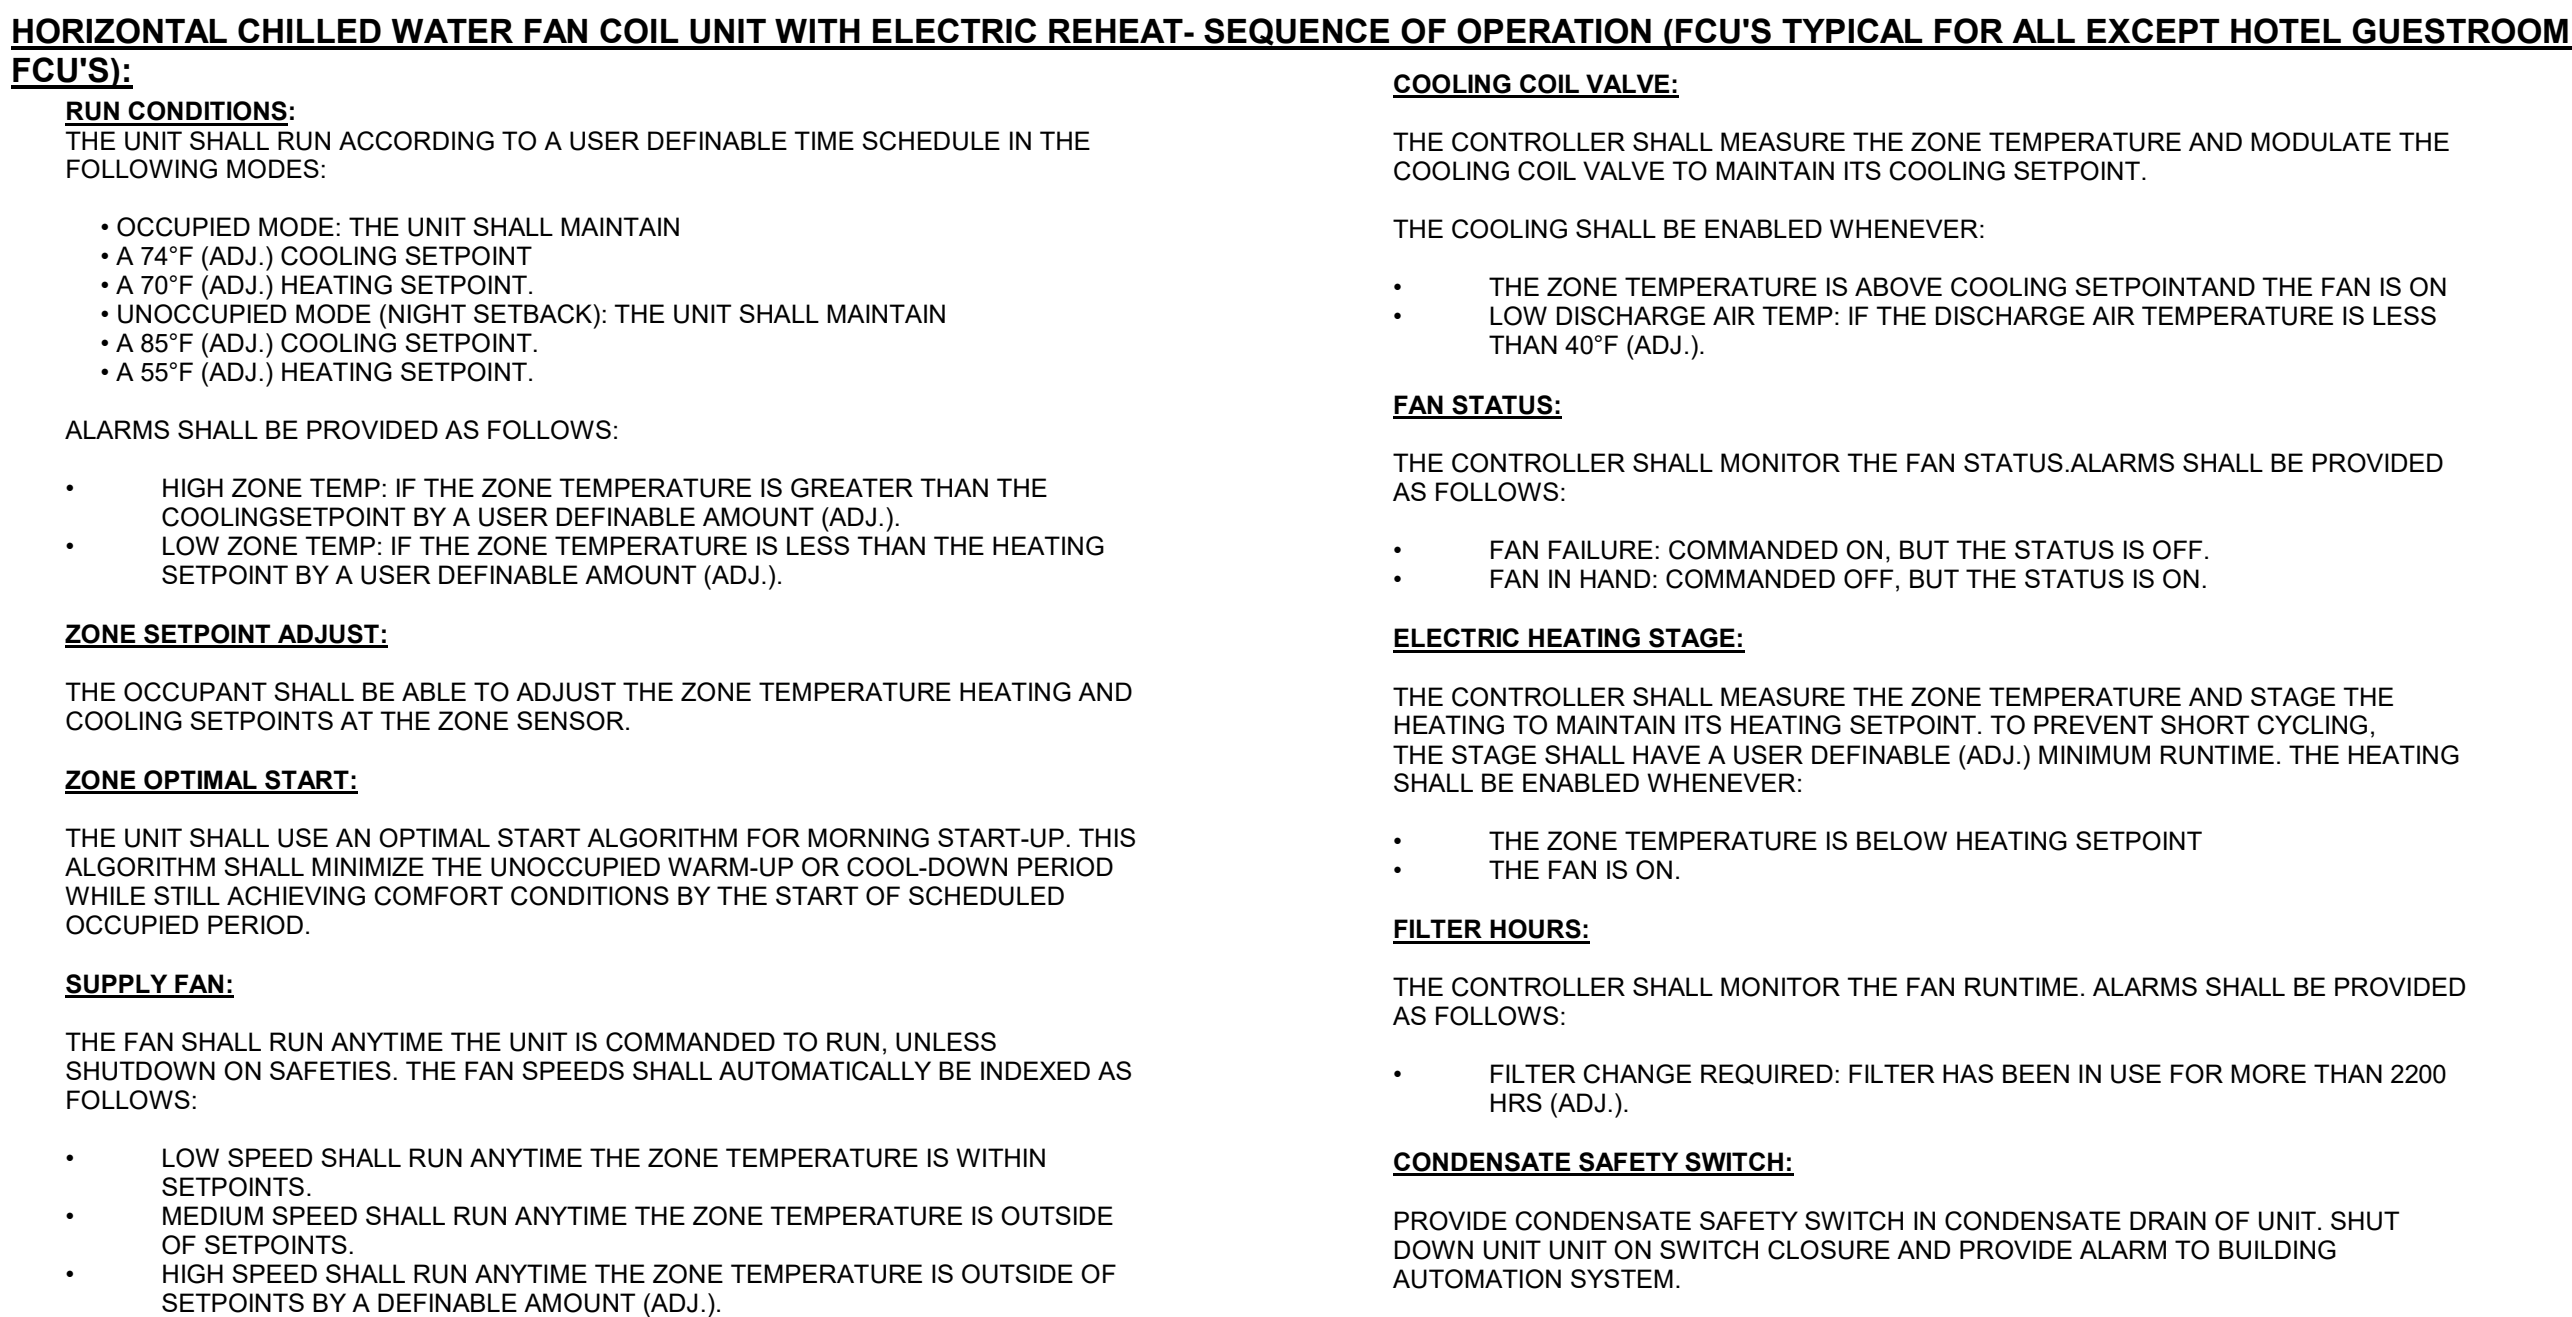 HORIZONTAL CHILLED WATER FAN COIL UNIT WITH ELECTRIC REHEAT- SEQUENCE OF OPERATION (FCU'S TYPICAL FOR ALL EXCEPT HOTEL GUESTROOM
FCU'S):
RUN CONDITIONS:
THE UNIT SHALL RUN ACCORDING TO A USER DEFINABLE TIME SCHEDULE IN THE
FOLLOWING MODES:
• OCCUPIED MODE: THE UNIT SHALL MAINTAIN
• A 74°F (ADJ.) COOLING SETPOINT
• A 70°F (ADJ.) HEATING SETPOINT.
• UNOCCUPIED MODE (NIGHT SETBACK): THE UNIT SHALL MAINTAIN
• A 85°F (ADJ.) COOLING SETPOINT.
• A 55°F (ADJ.) HEATING SETPOINT.
ALARMS SHALL BE PROVIDED AS FOLLOWS:
• HIGH ZONE TEMP: IF THE ZONE TEMPERATURE IS GREATER THAN THE
COOLINGSETPOINT BY A USER DEFINABLE AMOUNT (ADJ.).
• LOW ZONE TEMP: IF THE ZONE TEMPERATURE IS LESS THAN THE HEATING
SETPOINT BY A USER DEFINABLE AMOUNT (ADJ.).
ZONE SETPOINT ADJUST:
THE OCCUPANT SHALL BE ABLE TO ADJUST THE ZONE TEMPERATURE HEATING AND
COOLING SETPOINTS AT THE ZONE SENSOR.
ZONE OPTIMAL START:
THE UNIT SHALL USE AN OPTIMAL START ALGORITHM FOR MORNING START-UP. THIS
ALGORITHM SHALL MINIMIZE THE UNOCCUPIED WARM-UP OR COOL-DOWN PERIOD
WHILE STILL ACHIEVING COMFORT CONDITIONS BY THE START OF SCHEDULED
OCCUPIED PERIOD.
SUPPLY FAN:
THE FAN SHALL RUN ANYTIME THE UNIT IS COMMANDED TO RUN, UNLESS
SHUTDOWN ON SAFETIES. THE FAN SPEEDS SHALL AUTOMATICALLY BE INDEXED AS
FOLLOWS:
• LOW SPEED SHALL RUN ANYTIME THE ZONE TEMPERATURE IS WITHIN
SETPOINTS.
• MEDIUM SPEED SHALL RUN ANYTIME THE ZONE TEMPERATURE IS OUTSIDE
OF SETPOINTS.
• HIGH SPEED SHALL RUN ANYTIME THE ZONE TEMPERATURE IS OUTSIDE OF
SETPOINTS BY A DEFINABLE AMOUNT (ADJ.).
COOLING COIL VALVE:
THE CONTROLLER SHALL MEASURE THE ZONE TEMPERATURE AND MODULATE THE
COOLING COIL VALVE TO MAINTAIN ITS COOLING SETPOINT.
THE COOLING SHALL BE ENABLED WHENEVER:
• THE ZONE TEMPERATURE IS ABOVE COOLING SETPOINTAND THE FAN IS ON
• LOW DISCHARGE AIR TEMP: IF THE DISCHARGE AIR TEMPERATURE IS LESS
THAN 40°F (ADJ.).
FAN STATUS:
THE CONTROLLER SHALL MONITOR THE FAN STATUS.ALARMS SHALL BE PROVIDED
AS FOLLOWS:
• FAN FAILURE: COMMANDED ON, BUT THE STATUS IS OFF.
• FAN IN HAND: COMMANDED OFF, BUT THE STATUS IS ON.
ELECTRIC HEATING STAGE:
THE CONTROLLER SHALL MEASURE THE ZONE TEMPERATURE AND STAGE THE
HEATING TO MAINTAIN ITS HEATING SETPOINT. TO PREVENT SHORT CYCLING,
THE STAGE SHALL HAVE A USER DEFINABLE (ADJ.) MINIMUM RUNTIME. THE HEATING
SHALL BE ENABLED WHENEVER:
• THE ZONE TEMPERATURE IS BELOW HEATING SETPOINT
• THE FAN IS ON.
FILTER HOURS:
THE CONTROLLER SHALL MONITOR THE FAN RUNTIME. ALARMS SHALL BE PROVIDED
AS FOLLOWS:
• FILTER CHANGE REQUIRED: FILTER HAS BEEN IN USE FOR MORE THAN 2200
HRS (ADJ.).
CONDENSATE SAFETY SWITCH:
PROVIDE CONDENSATE SAFETY SWITCH IN CONDENSATE DRAIN OF UNIT. SHUT
DOWN UNIT UNIT ON SWITCH CLOSURE AND PROVIDE ALARM TO BUILDING
AUTOMATION SYSTEM.